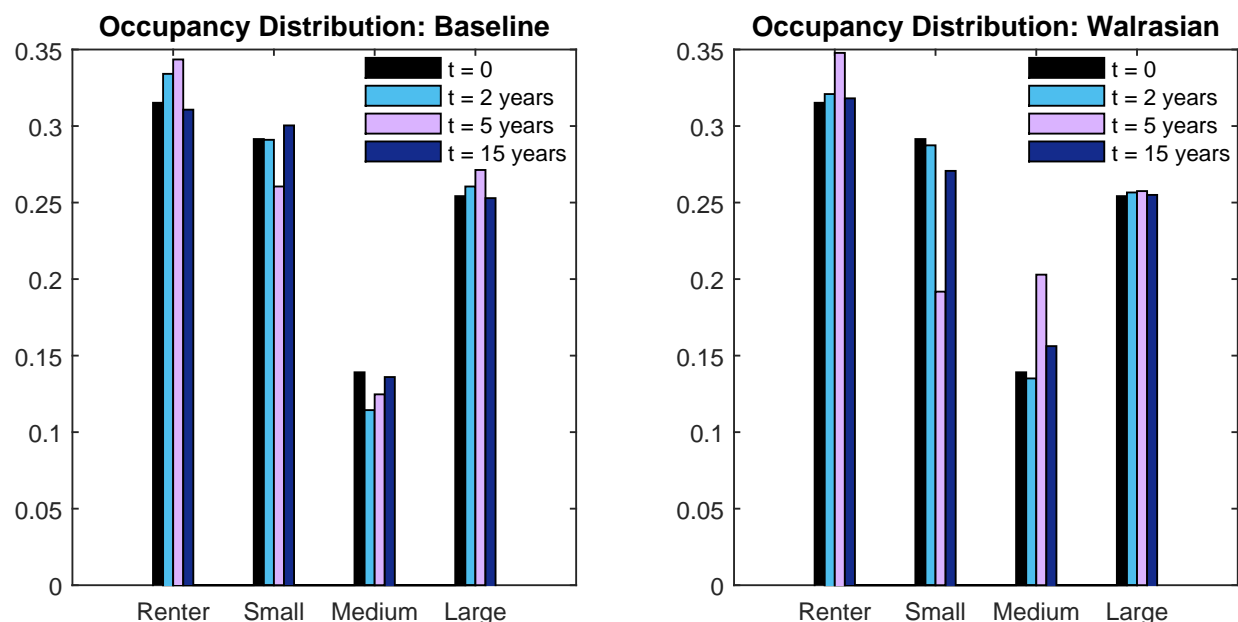 Occupancy Distribution: Baseline
0.35
0.3
0.25
0.2
0.15
0.1
0.05
0
t = 0
t = 2 years
t = 5 years
t = 15 years
Renter Small Medium Large
Occupancy Distribution: Walrasian
0.35
0.3
0.25
0.2
0.15
0.1
0.05
0
t = 0
t = 2 years
t = 5 years
t = 15 years
Renter Small Medium Large